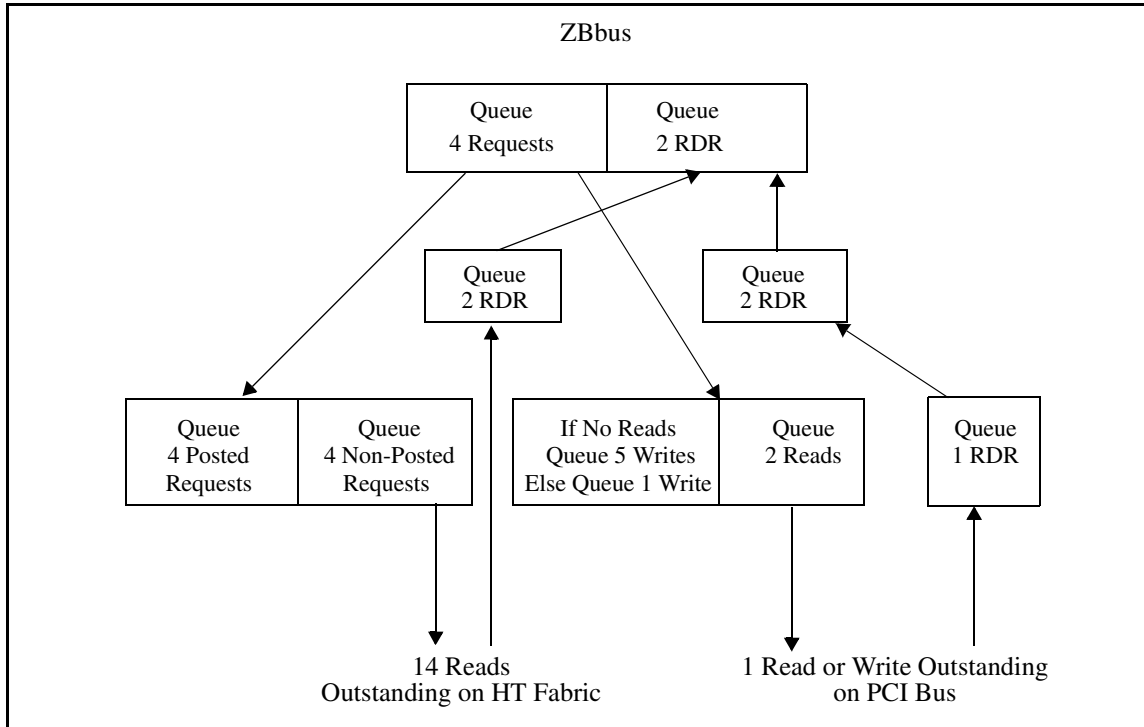 ZBbus
Queue
4 Requests
Queue
2 RDR
Queue
2 RDR
Queue
2 RDR
Queue
4 Posted
Requests
Queue
4 Non-Posted
Requests
If No Reads
Queue 5 Writes
Else Queue 1 Write
Queue
2 Reads
Queue
1 RDR
14 Reads
Outstanding on HT Fabric
1 Read or Write Outstanding
on PCI Bus